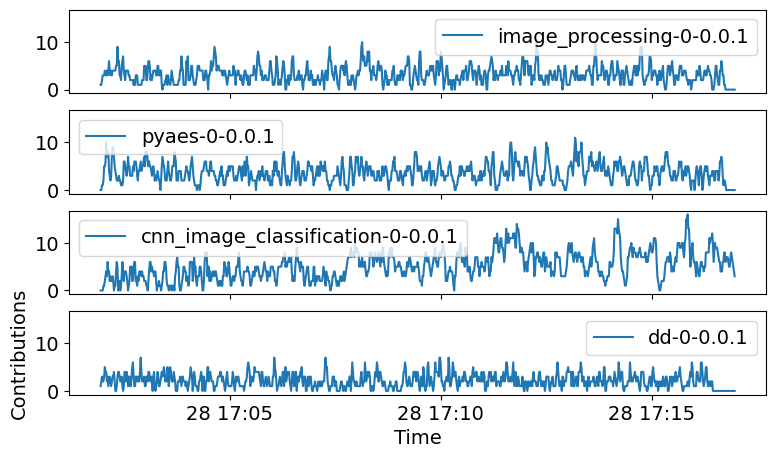 10
0
image_processing-0-0.0.1
10
0
pyaes-0-0.0.1
10
0
cnn_image_classification-0-0.0.1
10
0
dd-0-0.0.1
Contributions
28 17:05
28 17:10
28 17:15
Time